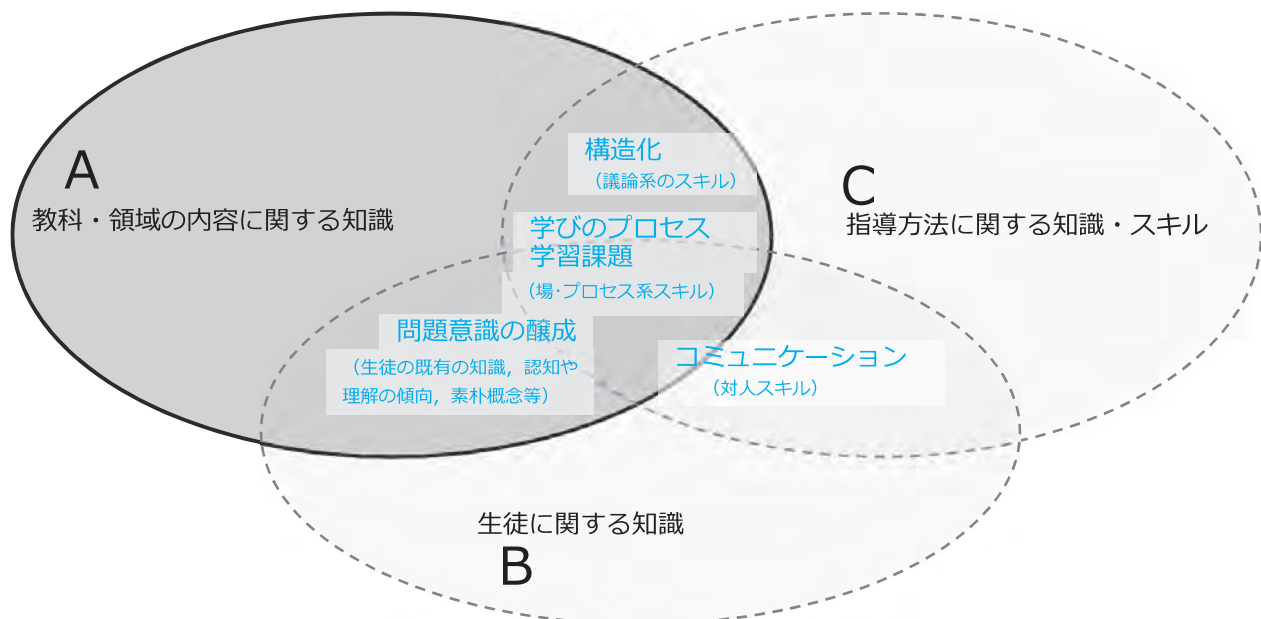 A
教科・領域の内容に関する知識
構造化
（議論系のスキル）
C
指導方法に関する知識・スキル
学びのプロセス
学習課題
（場・プロセス系スキル）
問題意識の醸成
（生徒の既有の知識，認知や
理解の傾向，素朴概念等）
コミュニケーション
（対人スキル）
生徒に関する知識
B